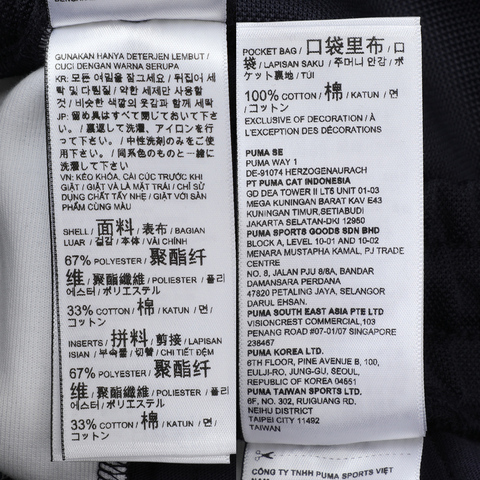 GUNAKAN HANYA DETERJEN LEMBUT /
CUCI DENGAN WARNA SERUPA
KR: 모든 여밈을 잠그세요 / 뒤집어 세
탁 및 다림질 / 약한 세제만 사용할
것 / 비슷한 색깔의 옷감과 함께 세탁
JP: 留め具はすべて閉じておいて下さ
い。/ 裏返して洗濯、アイロンを行
って下さい。/ 中性洗剤のみをご使
用下さい。/ 同系色のものと一緒に
洗濯して下さい
VN: KÉO KHÓA, CÀI CÚC TRƯỚC KHI
GIẶT / GIẶT VÀ LÀ MẶT TRÁI / CHỈ SỬ
DỤNG CHẤT TẨY NHẸ / GIẶT VỚI SẢN
PHẨM CÙNG MÀU
SHELL / 面料 / 表布 / BAGIAN
LUAR / 겉감 / 本体 / VẢI CHÍNH
67% POLYESTER / 聚酯纤
维 / 聚酯纖維 / POLIESTER / 폴리
에스터 / ポリエステル
33% COTTON / 棉 / KATUN / 면 /
コットン
INSERTS / 拼料 / 剪接 / LAPISAN
ISIAN / 부속물 / 切替 / CHI TIẾT ĐỆM
67% POLYESTER / 聚酯纤
维 / 聚酯纖維 / POLIESTER / 폴리
에스터 / ポリエステル
33% COTTON / 棉 / KATUN / 면
/ コットン
POCKET BAG / 口袋里布 / 口
袋 / LAPISAN SAKU / 주머니 안감 / ポ
ケット裏地 / TÚI
100% COTTON / 棉 / KATUN / 면
/ コットン
EXCLUSIVE OF DECORATION / À
L'EXCEPTION DES DÉCORATIONS
PUMA SE
PUMA WAY 1
DE-91074 HERZOGENAURACH
PT PUMA CAT INDONESIA
GD DEA TOWER II LT5 UNIT 01-03
MEGA KUNINGAN BARAT KAV E43
KUNINGAN TIMUR,SETIABUDI
JAKARTA SELATAN-DKI 12950
PUMA SPORTS GOODS SDN BHD
BLOCK A, LEVEL 10-01 AND 10-02
MENARA MUSTAPHA KAMAL, PJ TRADE
CENTRE
NO. 8, JALAN PJU 8/8A, BANDAR
DAMANSARA PERDANA
47820 PETALING JAYA, SELANGOR
DARUL EHSAN.
PUMA SOUTH EAST ASIA PTE LTD
VISIONCREST COMMERCIAL,103
PENANG ROAD #07-01/07 SINGAPORE
238467
PUMA KOREA LTD.
6TH FLOOR, PINE AVENUE B, 100,
EULJI-RO, JUNG-GU, SEOUL,
REPUBLIC OF KOREA 04551
PUMA TAIWAN SPORTS LTD.
6F, NO. 302, RUIGUANG RD.
NEIHU DISTRICT
TAIPEI CITY 11492
TAIWAN
CÔNG TY TNHH PUMA SPORTS VIỆT